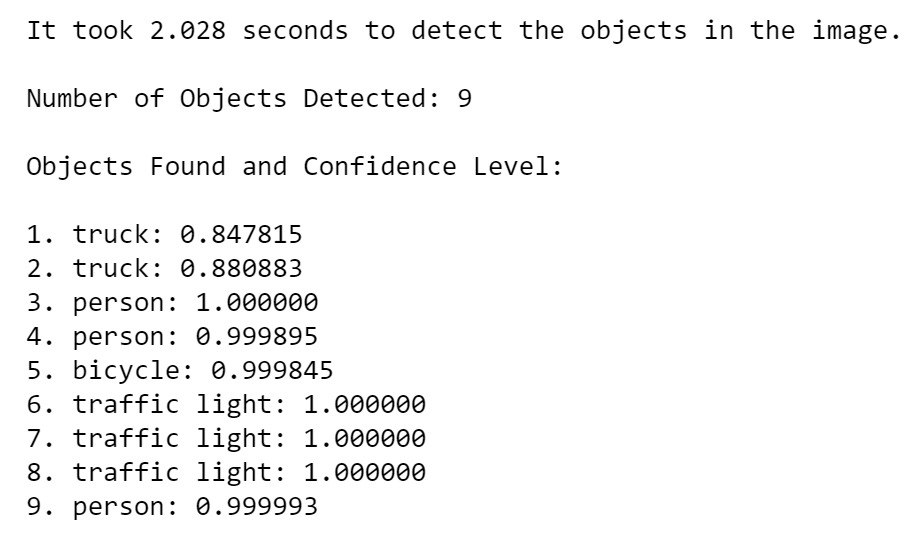 It took 2.028 seconds to detect the objects in the image.
Number of Objects Detected: 9
Objects Found and Confidence Level:
1. truck: 0.847815
2. truck: 0.880883
3. person: 1.000000
4. person: 0.999895
5. bicycle: 0.999845
6. traffic light: 1.000000
7. traffic light: 1.000000
8. traffic light: 1.000000
9. person: 0.999993